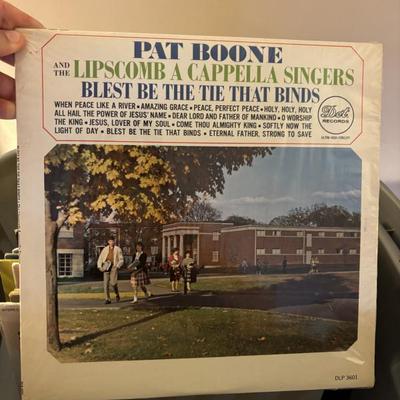 PAT BOONE
AND THE LIPSCOMB A CAPPELLA SINGERS
BLEST BE THE TIE THAT BINDS
WHEN PEACE LIKE A RIVER • AMAZING GRACE • PEACE, PERFECT PEACE • HOLY, HOLY, HOLY
ALL HAIL THE POWER OF JESUS' NAME • DEAR LORD AND FATHER OF MANKIND • O WORSHIP
THE KING • JESUS, LOVER OF MY SOUL • COME THOU ALMIGHTY KING • SOFTLY NOW THE
LIGHT OF DAY • BLEST BE THE TIE THAT BINDS • ETERNAL FATHER, STRONG TO SAVE
Dot
RECORDS
ULTRA HIGH FIDELITY
DLP 3601